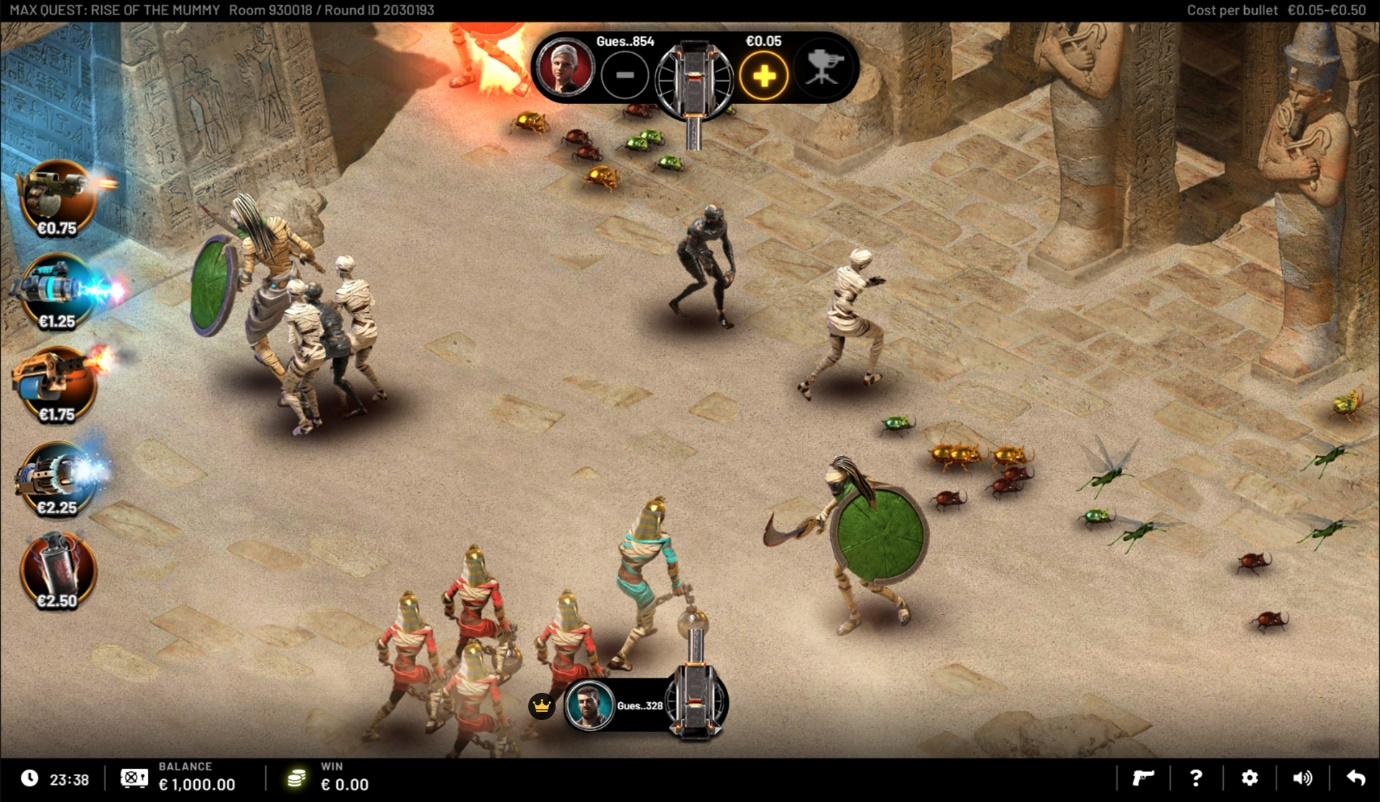 MAX QUEST: RISE OF THE MUMMY Room 930018 / Round ID 2030193
Cost per bullet €0.05-€0.50
Gues..854
€0.05
€0.75
€1.25
€1.75
€2.25
€2.50
Gues..328
23:38
BALANCE
€ 1,000.00
WIN
€ 0.00
?